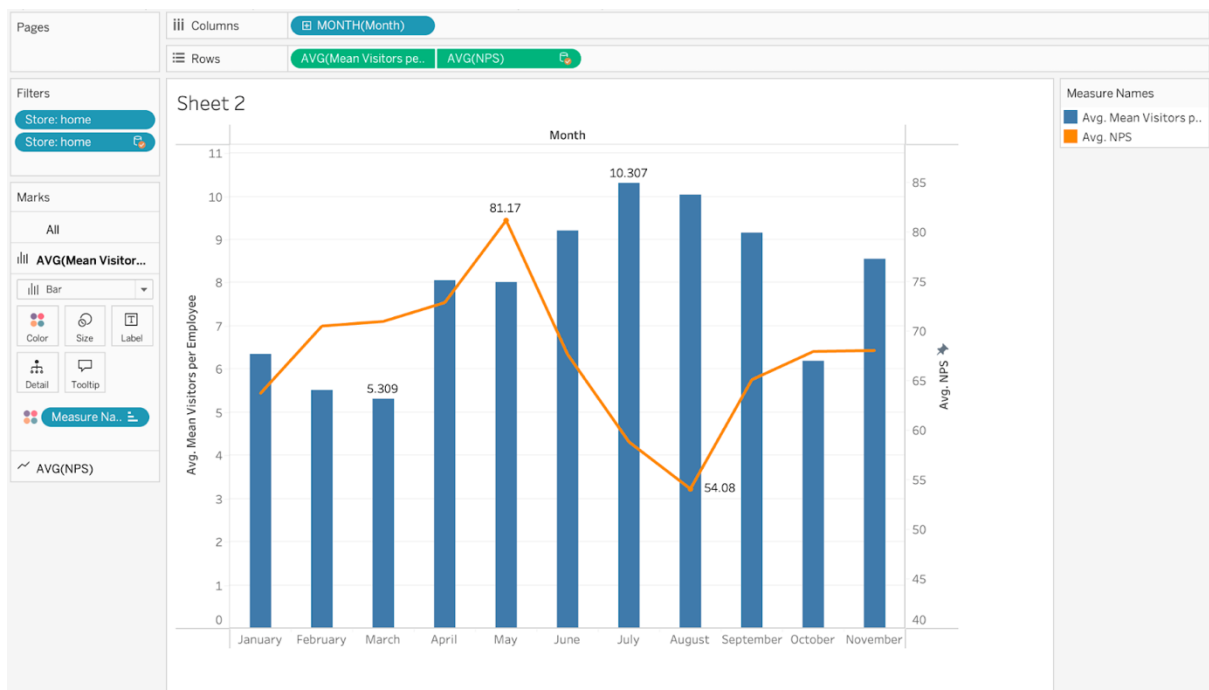 Pages
Columns
MONTH(Month)
Rows
AVG(Mean Visitors pe..
AVG(NPS)
Filters
Store: home
Store: home
Marks
All
AVG(Mean Visitor...
Bar
Color
Size
Label
Detail
Tooltip
Measure Na..
AVG(NPS)
Sheet 2
Month
Avg. Mean Visitors per Employee
11
10
9
8
7
6
5
4
3
2
1
0
5.309
81.17
10.307
54.08
85
80
75
70
65
60
55
50
45
40
Avg. NPS
January February March April May June July August September October November
Measure Names
Avg. Mean Visitors p..
Avg. NPS